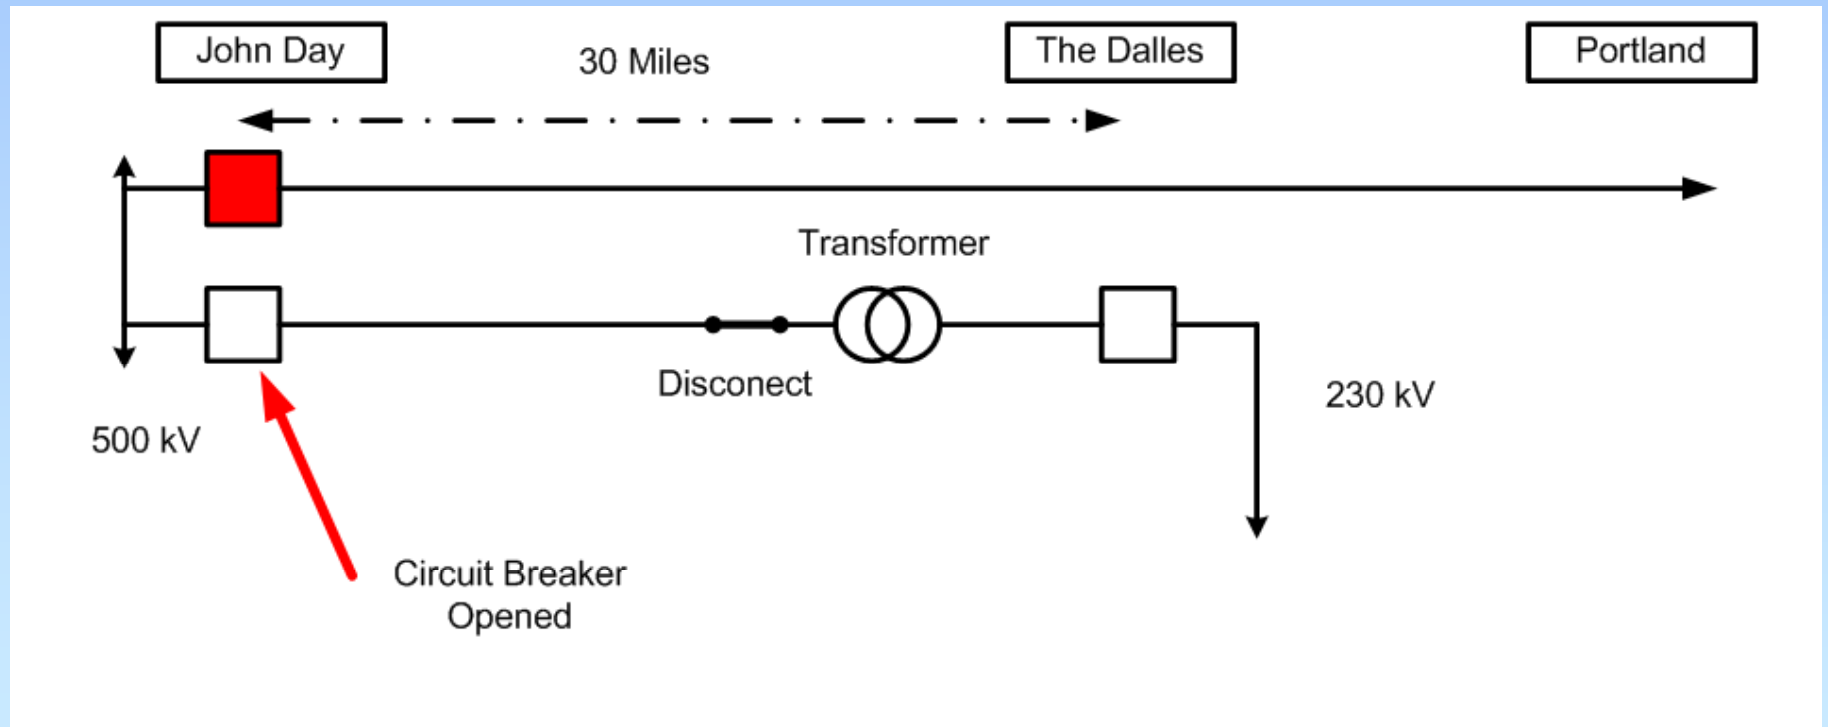 John Day
30 Miles
The Dalles
Portland
Transformer
Disconect
500 kV
230 kV
Circuit Breaker
Opened